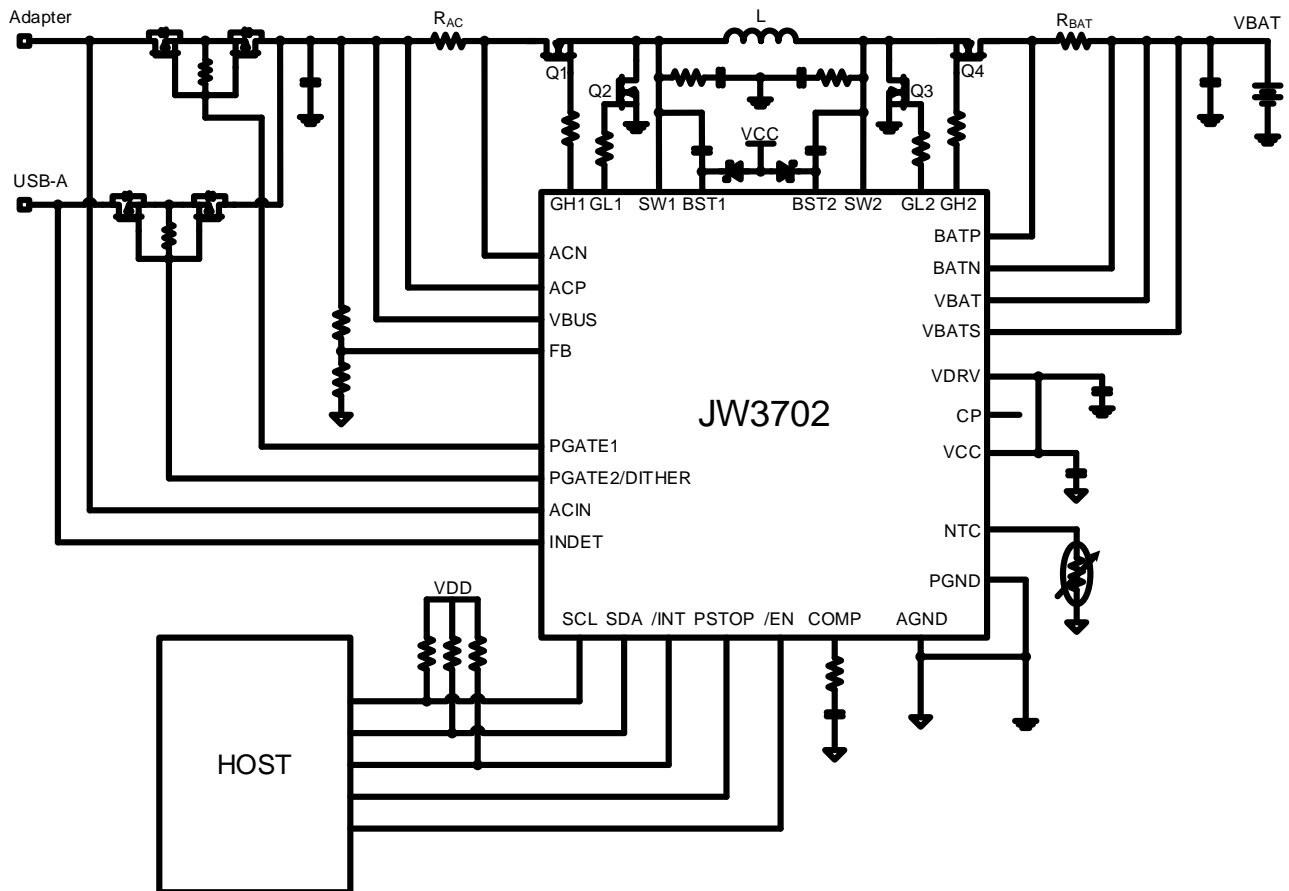 Adapter
R_AC
L
R_BAT
VBAT
Q1
Q2
Q3
Q4
VCC
USB-A
GH1 GL1 SW1 BST1 BST2 SW2 GL2 GH2
ACN
ACP
VBUS
FB
PGATE1
PGATE2/DITHER
ACIN
INDET
BATP
BATN
VBAT
VBATS
VDRV
CP
VCC
NTC
PGND
JW3702
SCL SDA /INT PSTOP /EN COMP AGND
VDD
HOST